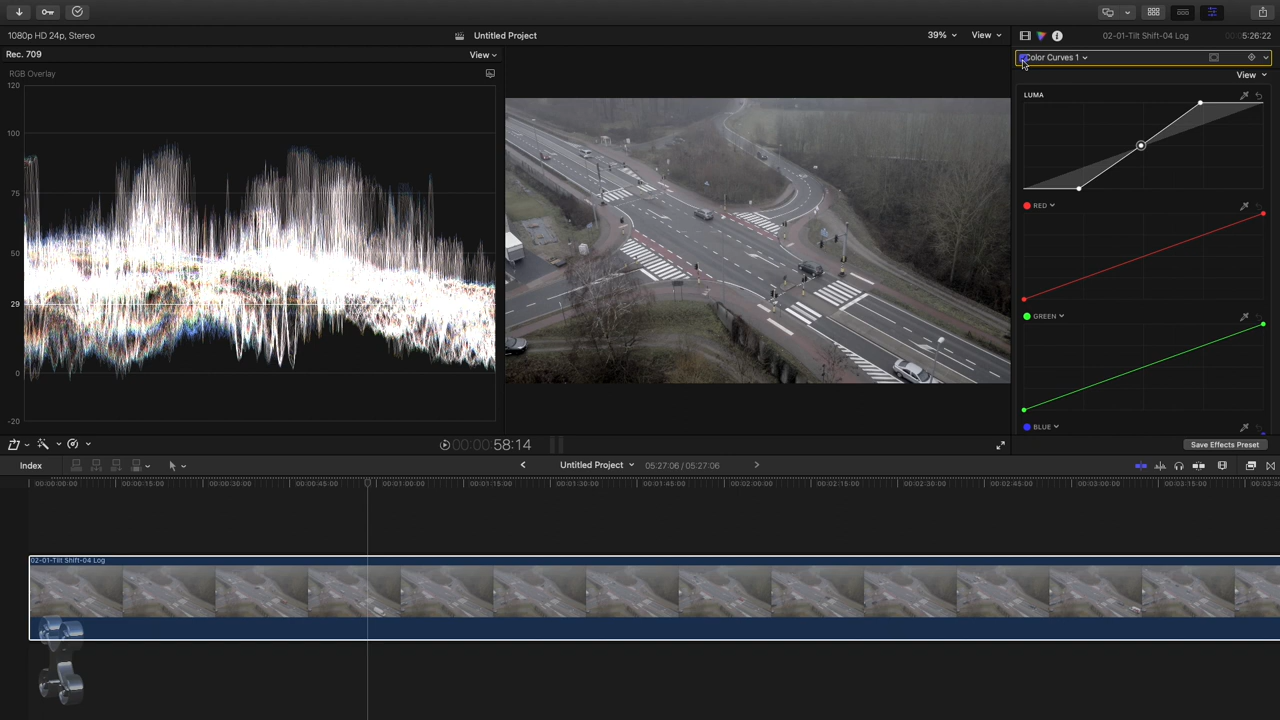 1080p HD 24p, Stereo
Untitled Project
39%
View
02-01-Tilt Shift-04 Log
00:05:26:22
Rec. 709
View
Color Curves 1
View
RGB Overlay
120
100
75
50
29
0
-20
LUMA
RED
GREEN
BLUE
00:00:00:58:14
Save Effects Preset
Index
Untitled Project
05:27:06 / 05:27:06
00:00:00:00
00:00:15:00
00:00:30:00
00:00:45:00
00:01:00:00
00:01:15:00
00:01:30:00
00:01:45:00
00:02:00:00
00:02:15:00
00:02:30:00
00:02:45:00
00:03:00:00
00:03:15:00
02-01-Tilt Shift-04 Log